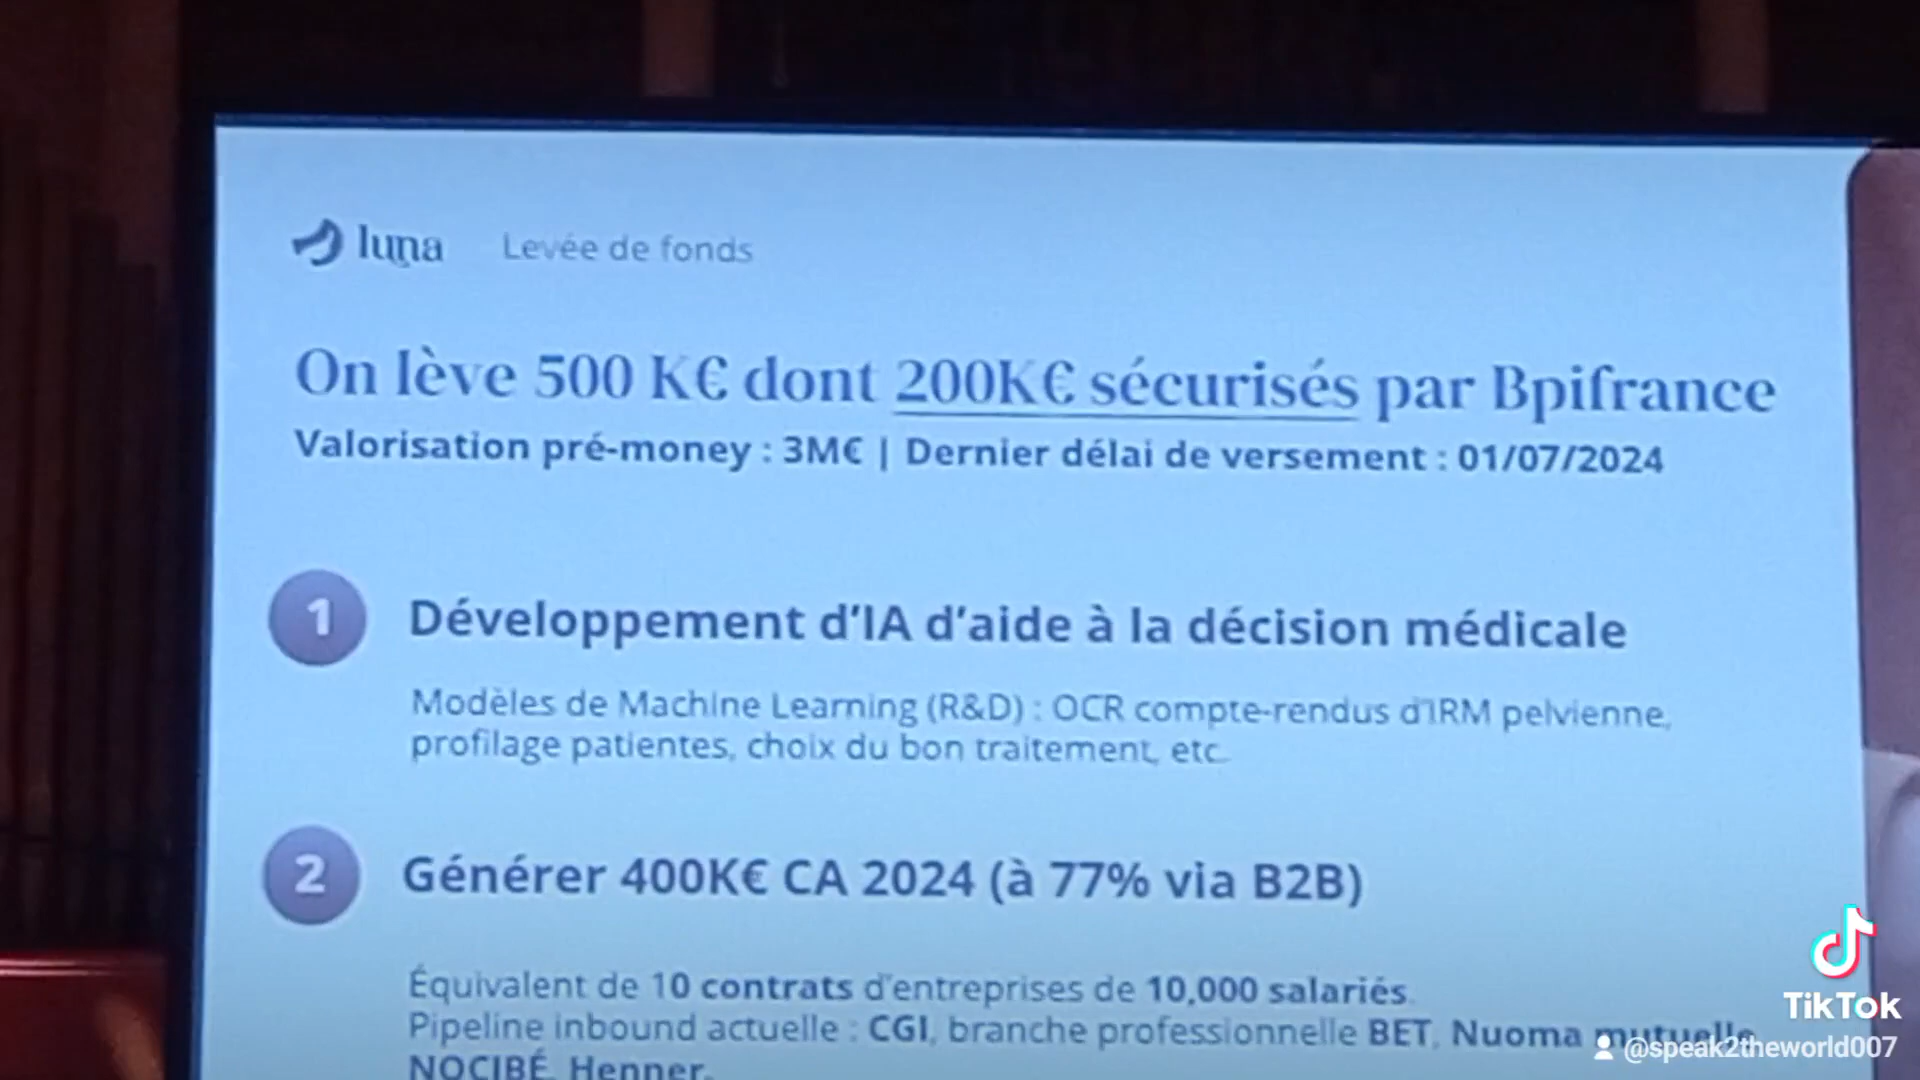 luna Levée de fonds
On lève 500 K€ dont 200K€ sécurisés par Bpifrance
Valorisation pré-money : 3M€ | Dernier délai de versement : 01/07/2024
1 Développement d'IA d'aide à la décision médicale
Modèles de Machine Learning (R&D) : OCR compte-rendus d'IRM pelvienne,
profilage patientes, choix du bon traitement, etc.
2 Générer 400K€ CA 2024 (à 77% via B2B)
Équivalent de 10 contrats d'entreprises de 10,000 salariés.
Pipeline inbound actuelle : CGI, branche professionnelle BET, Nuoma mutuelle
NOCIBÉ, Henner.
TikTok
@speak2theworld007